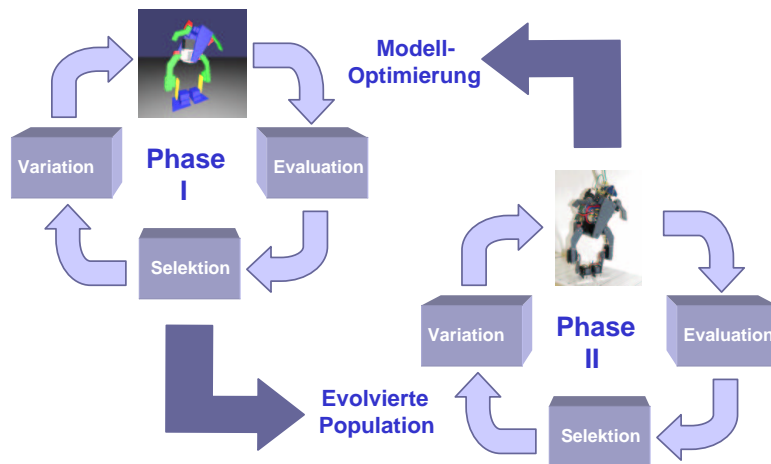 Modell-
Optimierung
Variation
Phase
I
Evaluation
Selektion
Variation
Phase
II
Evaluation
Evolvierte
Population
Selektion